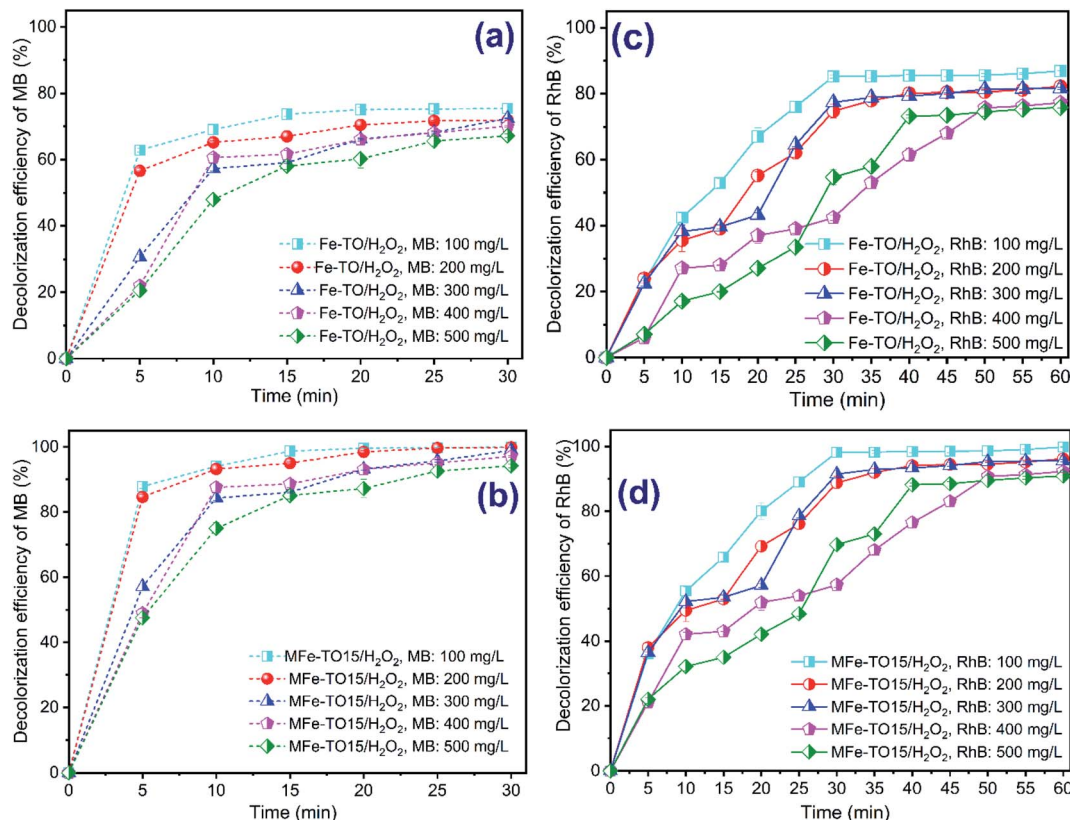 (a)
Decolorization efficiency of MB (%)
100
80
60
40
20
0
Fe-TO/H₂O₂, MB: 100 mg/L
Fe-TO/H₂O₂, MB: 200 mg/L
Fe-TO/H₂O₂, MB: 300 mg/L
Fe-TO/H₂O₂, MB: 400 mg/L
Fe-TO/H₂O₂, MB: 500 mg/L
0 5 10 15 20 25 30
Time (min)
(c)
Decolorization efficiency of RhB (%)
100
80
60
40
20
0
Fe-TO/H₂O₂, RhB: 100 mg/L
Fe-TO/H₂O₂, RhB: 200 mg/L
Fe-TO/H₂O₂, RhB: 300 mg/L
Fe-TO/H₂O₂, RhB: 400 mg/L
Fe-TO/H₂O₂, RhB: 500 mg/L
0 5 10 15 20 25 30 35 40 45 50 55 60
Time (min)
(b)
Decolorization efficiency of MB (%)
100
80
60
40
20
0
MFe-TO15/H₂O₂, MB: 100 mg/L
MFe-TO15/H₂O₂, MB: 200 mg/L
MFe-TO15/H₂O₂, MB: 300 mg/L
MFe-TO15/H₂O₂, MB: 400 mg/L
MFe-TO15/H₂O₂, MB: 500 mg/L
0 5 10 15 20 25 30
Time (min)
(d)
Decolorization efficiency of RhB (%)
100
80
60
40
20
0
MFe-TO15/H₂O₂, RhB: 100 mg/L
MFe-TO15/H₂O₂, RhB: 200 mg/L
MFe-TO15/H₂O₂, RhB: 300 mg/L
MFe-TO15/H₂O₂, RhB: 400 mg/L
MFe-TO15/H₂O₂, RhB: 500 mg/L
0 5 10 15 20 25 30 35 40 45 50 55 60
Time (min)